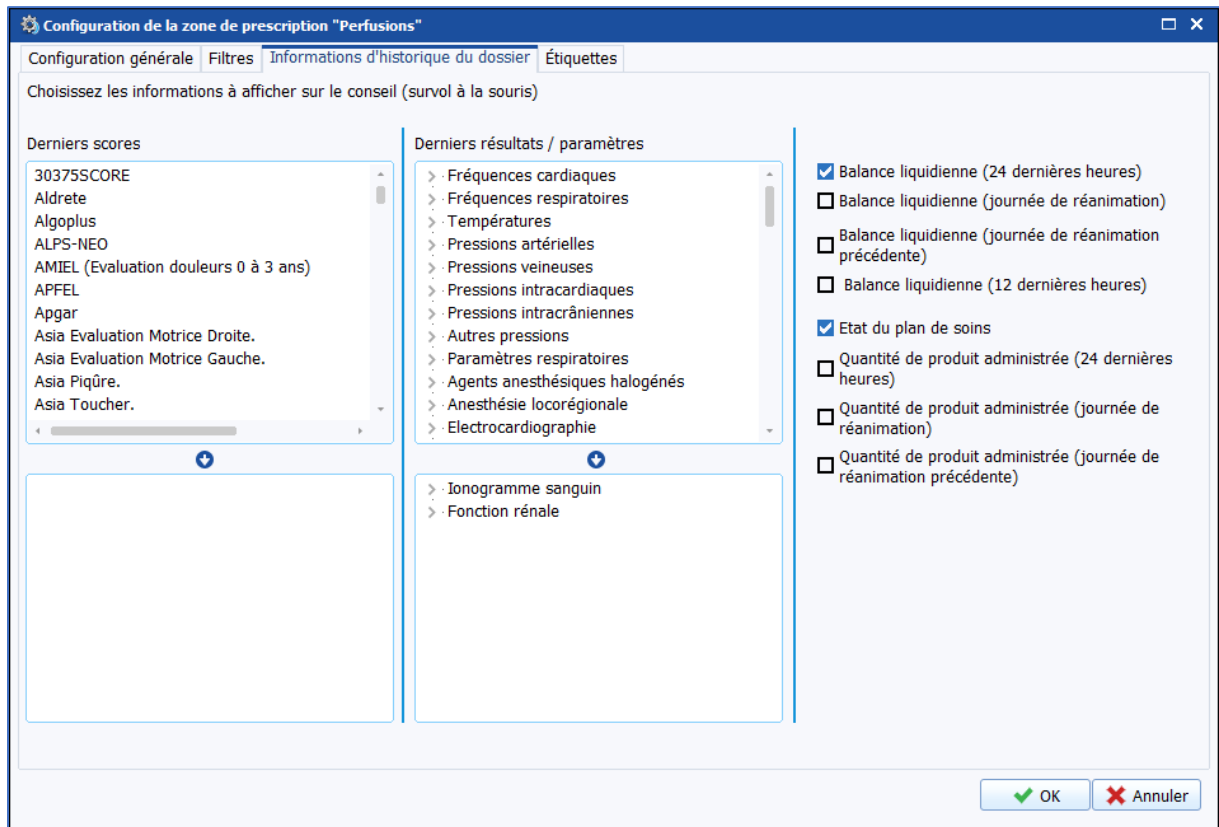 Configuration de la zone de prescription "Perfusions"
Configuration générale
Filtres
Informations d'historique du dossier
Étiquettes
Choisissez les informations à afficher sur le conseil (survol à la souris)
Derniers scores
30375SCORE
Aldrete
Algoplus
ALPS-NEO
AMIEL (Evaluation douleurs 0 à 3 ans)
APFEL
Apgar
Asia Evaluation Motrice Droite.
Asia Evaluation Motrice Gauche.
Asia Piqûre.
Asia Toucher.
Derniers résultats / paramètres
Fréquences cardiaques
Fréquences respiratoires
Températures
Pressions artérielles
Pressions veineuses
Pressions intracardiaques
Pressions intracrâniennes
Autres pressions
Paramètres respiratoires
Agents anesthésiques halogénés
Anesthésie locorégionale
Electrocardiographie
Ionogramme sanguin
Fonction rénale
Balance liquidienne (24 dernières heures)
Balance liquidienne (journée de réanimation)
Balance liquidienne (journée de réanimation
précédente)
Balance liquidienne (12 dernières heures)
Etat du plan de soins
Quantité de produit administrée (24 dernières
heures)
Quantité de produit administrée (journée de
réanimation)
Quantité de produit administrée (journée de
réanimation précédente)
OK
Annuler